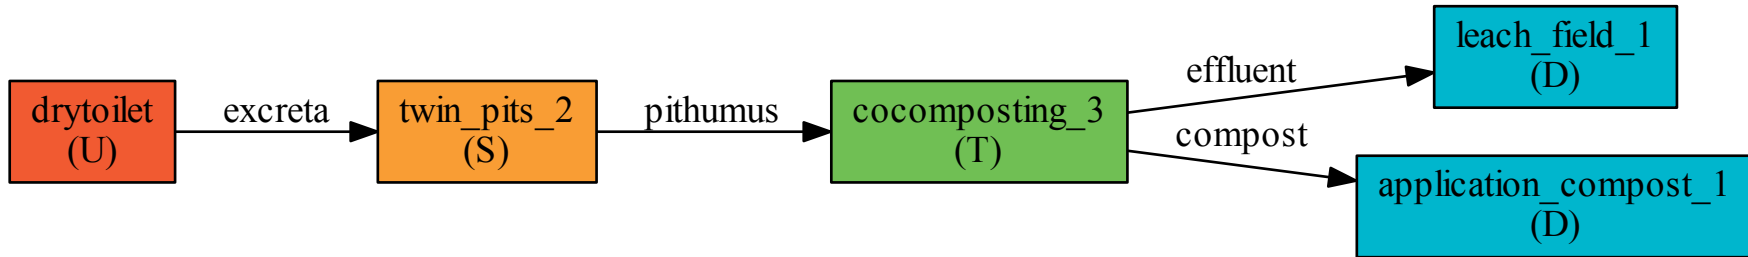 drytoilet
(U)
excreta
twin_pits_2
(S)
pithumus
cocomposting_3
(T)
effluent
compost
leach_field_1
(D)
application_compost_1
(D)